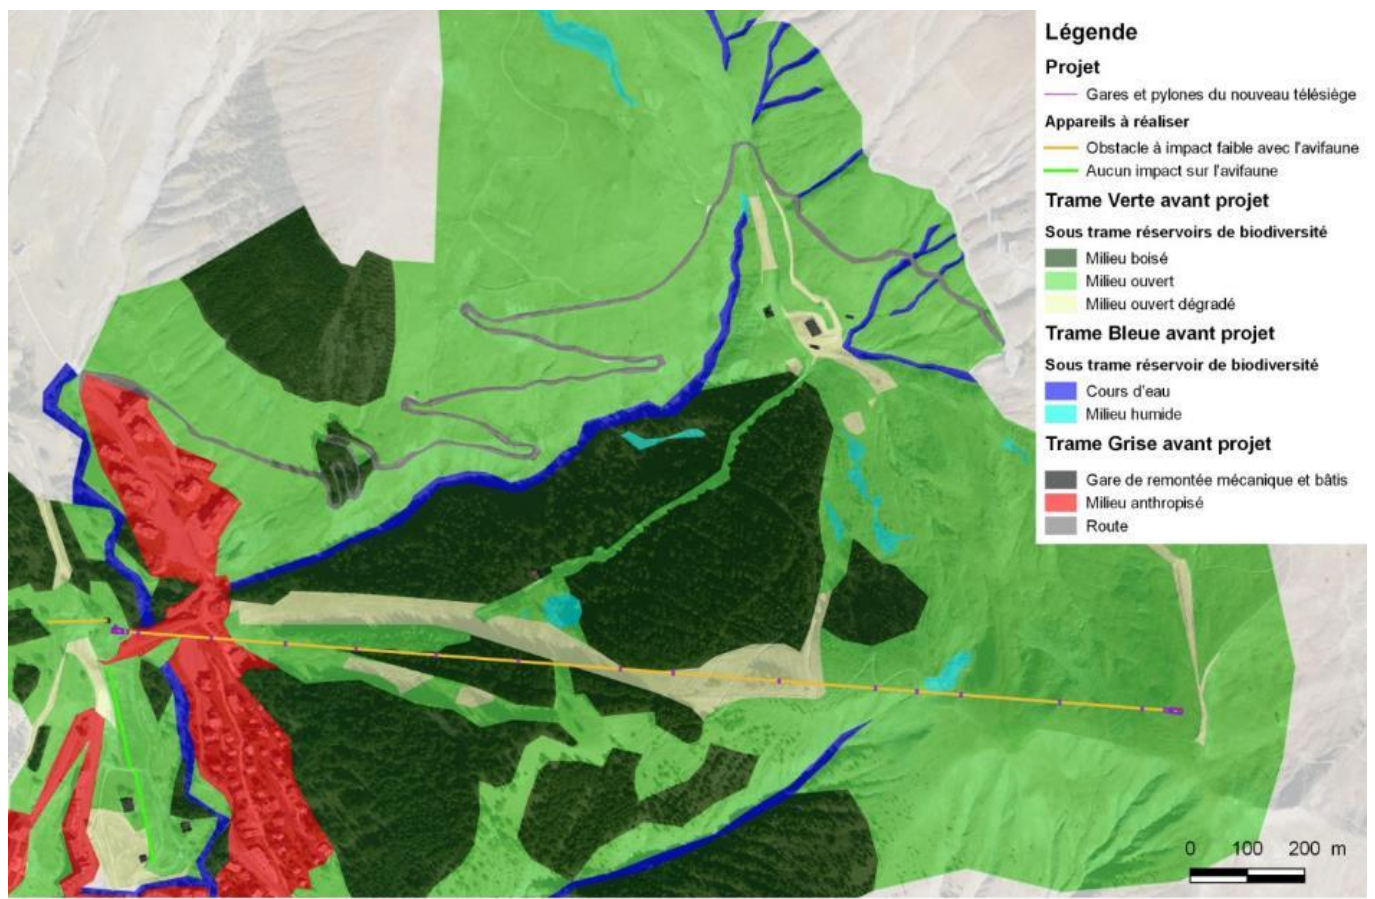 Légende
Projet
Gares et pylones du nouveau télésiège
Appareils à réaliser
Obstacle à impact faible avec l'avifaune
Aucun impact sur l'avifaune
Trame Verte avant projet
Sous trame réservoirs de biodiversité
Milieu boisé
Milieu ouvert
Milieu ouvert dégradé
Trame Bleue avant projet
Sous trame réservoir de biodiversité
Cours d'eau
Milieu humide
Trame Grise avant projet
Gare de remontée mécanique et bâtis
Milieu anthropisé
Route
0 100 200 m